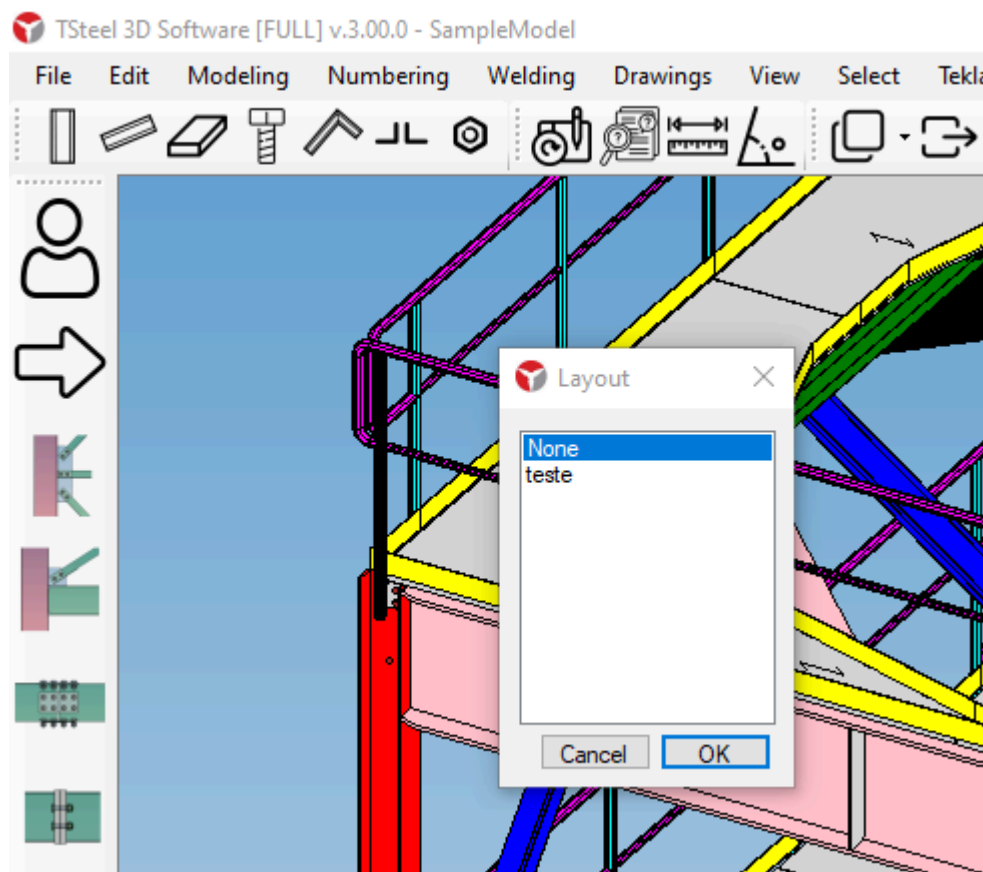 TSteel 3D Software [FULL] v.3.00.0 - SampleModel
File Edit Modeling Numbering Welding Drawings View Select Tekla
Layout
None
teste
Cancel OK